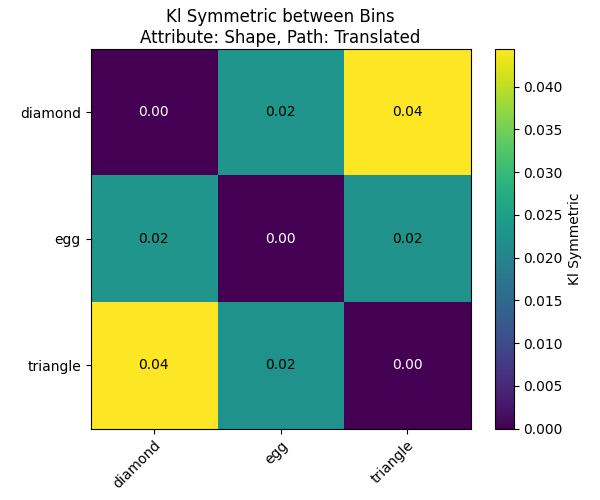 Kl Symmetric between Bins
Attribute: Shape, Path: Translated
diamond
0.00
0.02
0.04
egg
0.02
0.00
0.02
triangle
0.04
0.02
0.00
diamond
egg
triangle
0.040
0.035
0.030
0.025
0.020
0.015
0.010
0.005
0.000
Kl Symmetric